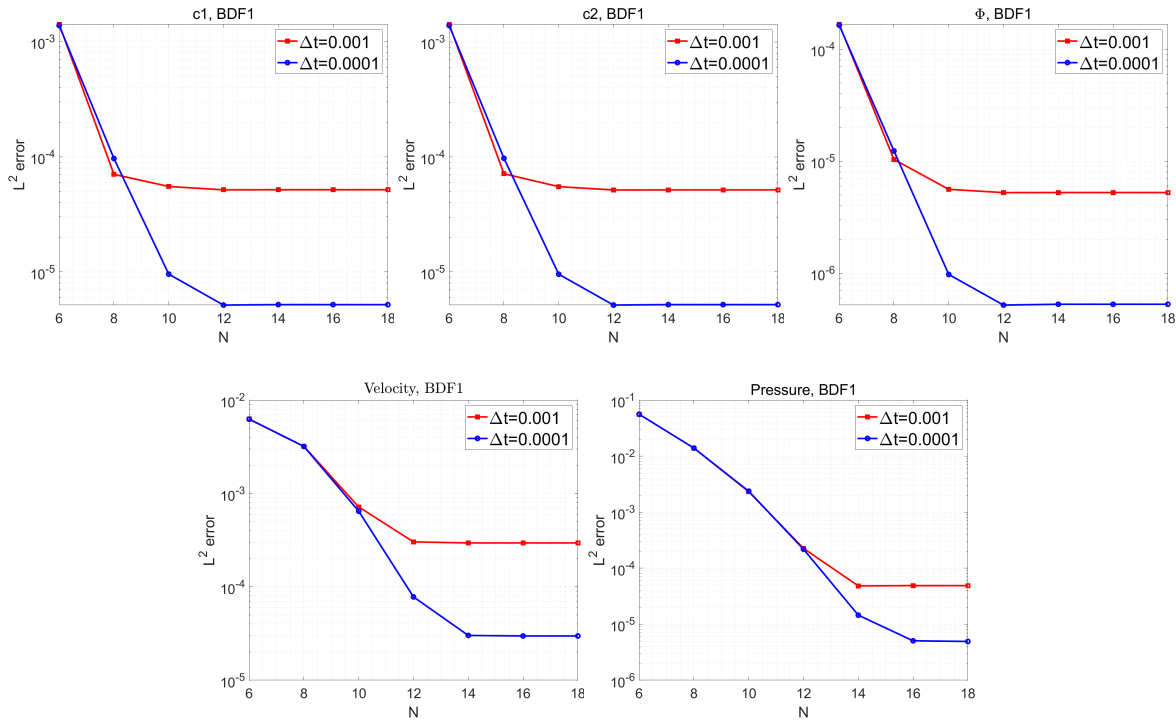 c1, BDF1
L² error
10⁻³
10⁻⁴
10⁻⁵
6 8 10 12 14 16 18
N
Δt=0.001
Δt=0.0001
c2, BDF1
L² error
10⁻³
10⁻⁴
10⁻⁵
6 8 10 12 14 16 18
N
Δt=0.001
Δt=0.0001
Φ, BDF1
L² error
10⁻⁴
10⁻⁵
10⁻⁶
6 8 10 12 14 16 18
N
Δt=0.001
Δt=0.0001
Velocity, BDF1
L² error
10⁻²
10⁻³
10⁻⁴
10⁻⁵
6 8 10 12 14 16 18
N
Δt=0.001
Δt=0.0001
Pressure, BDF1
L² error
10⁻¹
10⁻²
10⁻³
10⁻⁴
10⁻⁵
10⁻⁶
6 8 10 12 14 16 18
N
Δt=0.001
Δt=0.0001